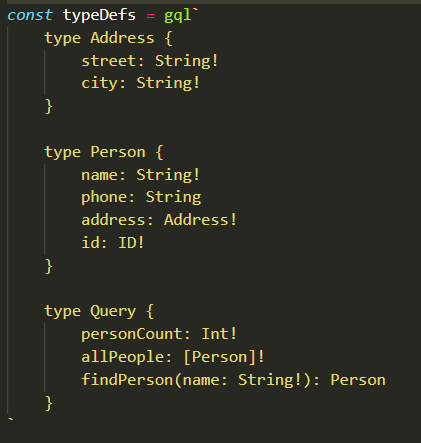 const typeDefs = gql`
type Address {
street: String!
city: String!
}
type Person {
name: String!
phone: String
address: Address!
id: ID!
}
type Query {
personCount: Int!
allPeople: [Person]!
findPerson(name: String!): Person
}
`